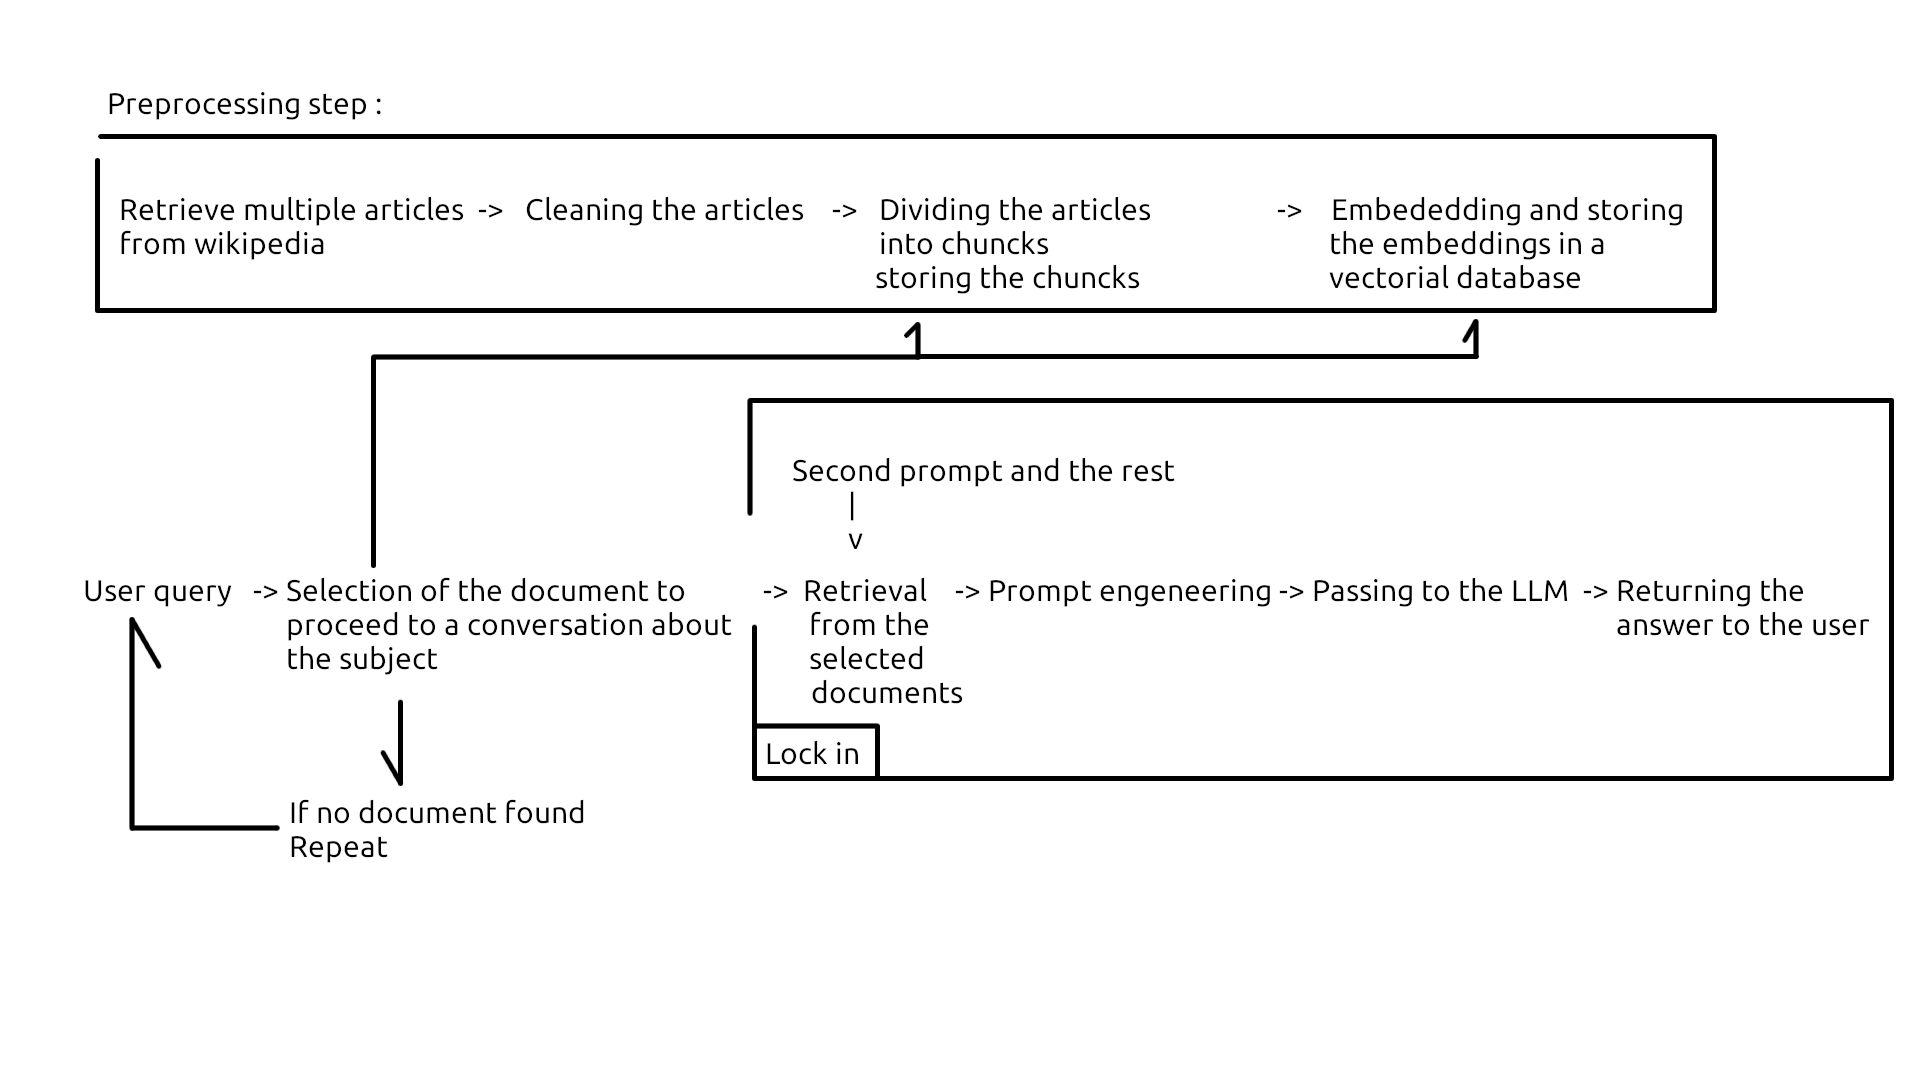 Preprocessing step :
Retrieve multiple articles -> Cleaning the articles -> Dividing the articles -> Embededding and storing
from wikipedia into chuncks the embeddings in a
storing the chuncks vectorial database
Second prompt and the rest
|
v
User query -> Selection of the document to -> Retrieval -> Prompt engeneering -> Passing to the LLM -> Returning the
proceed to a conversation about from the answer to the user
the subject selected
documents
Lock in
If no document found
Repeat